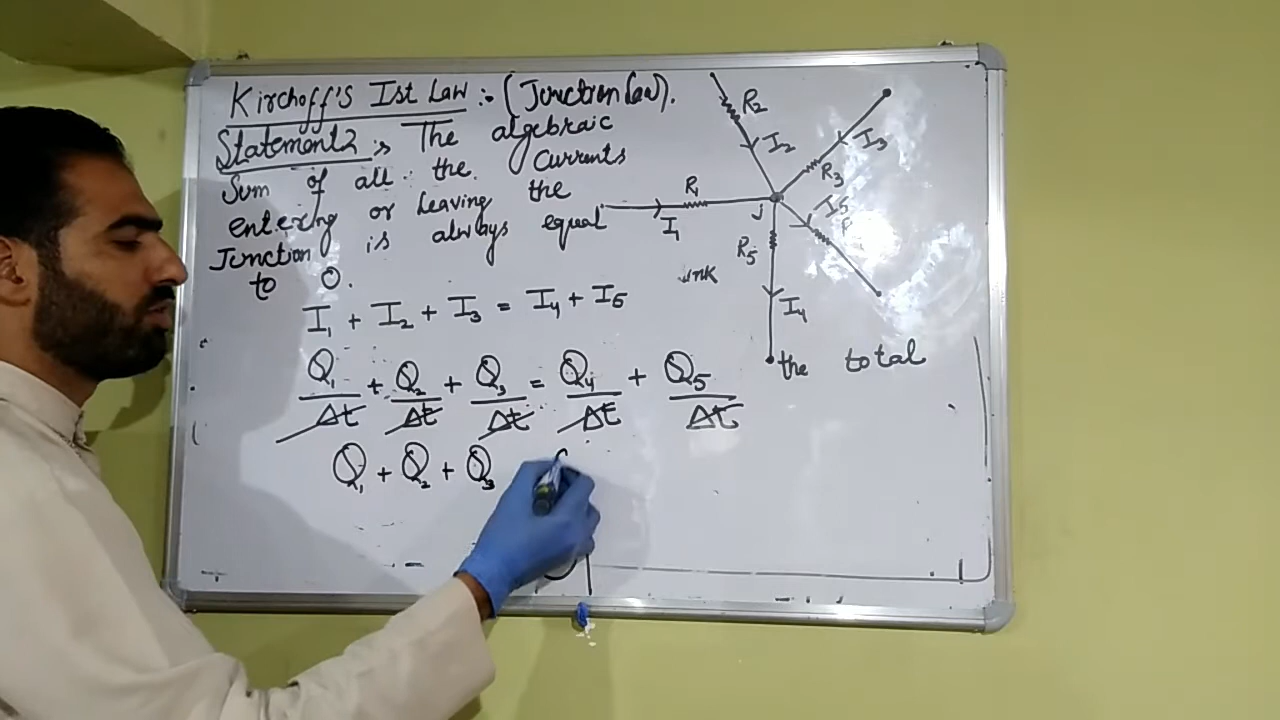 Kirchoff's Ist Law :- (Junction law).
Statement :- The algebraic
Sum of all the Currents
entering or leaving the
Junction is always equal
to 0.
I₁ + I₂ + I₃ = I₄ + I₅
Q₁/Δt + Q₂/Δt + Q₃/Δt = Q₄/Δt + Q₅/Δt
Q₁ + Q₂ + Q₃
R₂
I₂
I₃
R₃
R₁
I₁
J
I₅
R₅
I₄
the total